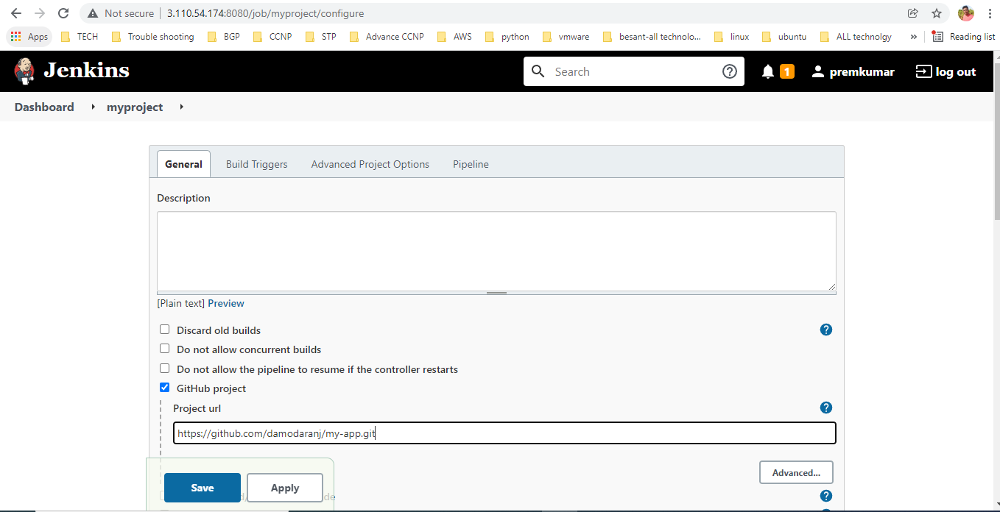 Not secure 3.110.54.174:8080/job/myproject/configure
Apps TECH Trouble shooting BGP CCNP STP Advance CCNP AWS python vmware besant-all technolo... linux ubuntu ALL technolgy » Reading list
Jenkins Search 1 premkumar log out
Dashboard myproject
General Build Triggers Advanced Project Options Pipeline
Description
[Plain text] Preview
Discard old builds
Do not allow concurrent builds
Do not allow the pipeline to resume if the controller restarts
GitHub project
Project url
https://github.com/damodaranj/my-app.git
Advanced...
Save Apply